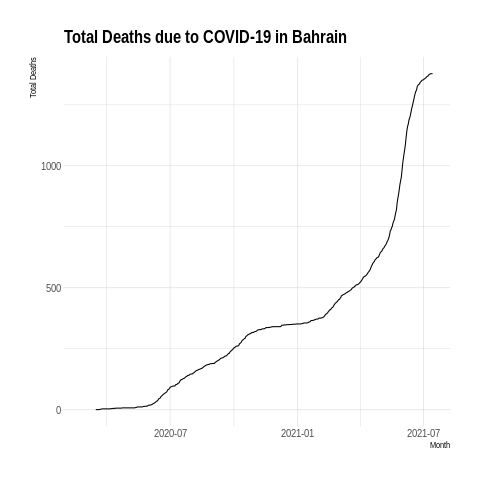 Total Deaths due to COVID-19 in Bahrain
Total Deaths
1000
500
0
2020-07
2021-01
2021-07
Month